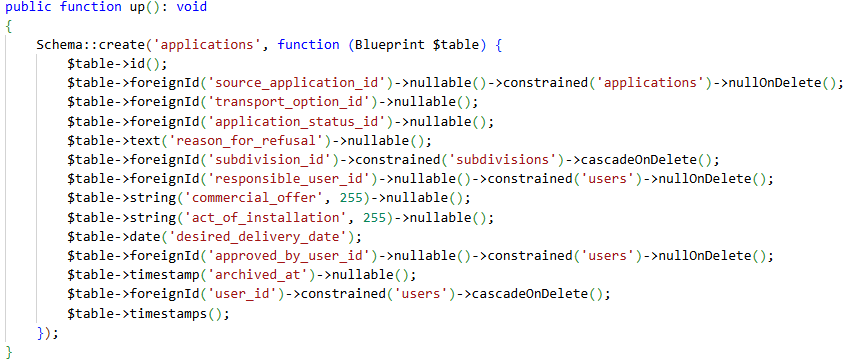 public function up(): void
{
    Schema::create('applications', function (Blueprint $table) {
        $table->id();
        $table->foreignId('source_application_id')->nullable()->constrained('applications')->nullOnDelete();
        $table->foreignId('transport_option_id')->nullable();
        $table->foreignId('application_status_id')->nullable();
        $table->text('reason_for_refusal')->nullable();
        $table->foreignId('subdivision_id')->constrained('subdivisions')->cascadeOnDelete();
        $table->foreignId('responsible_user_id')->nullable()->constrained('users')->nullOnDelete();
        $table->string('commercial_offer', 255)->nullable();
        $table->string('act_of_installation', 255)->nullable();
        $table->date('desired_delivery_date');
        $table->foreignId('approved_by_user_id')->nullable()->constrained('users')->nullOnDelete();
        $table->timestamp('archived_at')->nullable();
        $table->foreignId('user_id')->constrained('users')->cascadeOnDelete();
        $table->timestamps();
    });
}